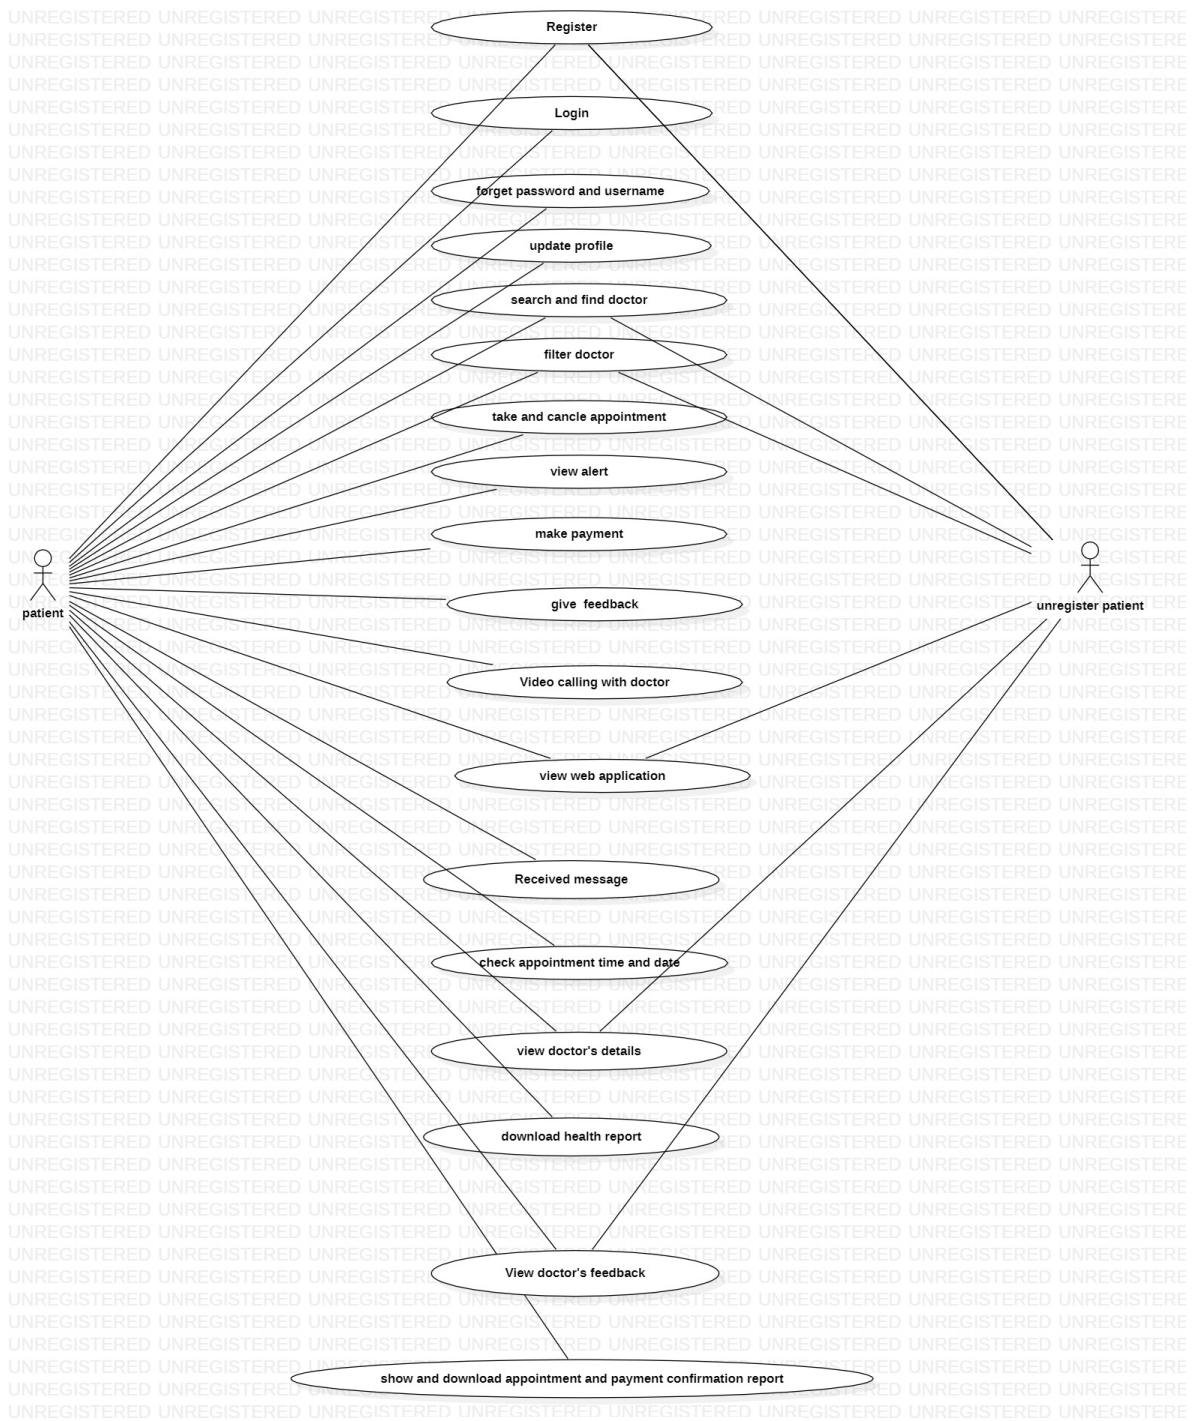 Register
Login
forget password and username
update profile
search and find doctor
filter doctor
take and cancle appointment
view alert
make payment
give  feedback
patient
unregister patient
Video calling with doctor
view web application
Received message
check appointment time and date
view doctor's details
download health report
View doctor's feedback
show and download appointment and payment confirmation report
UNREGISTERED